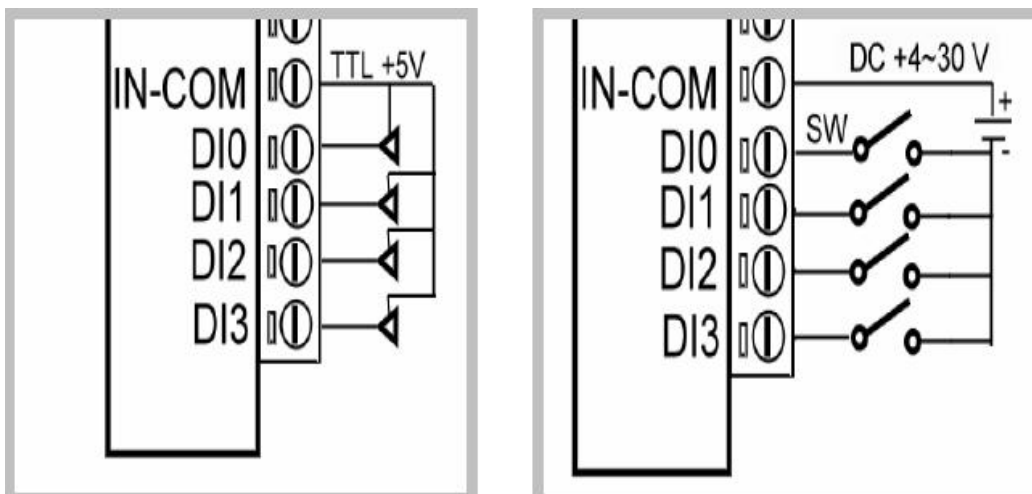 TTL +5V
IN-COM
DI0
DI1
DI2
DI3
DC +4~30 V
IN-COM
+
SW
DI0
-
DI1
DI2
DI3